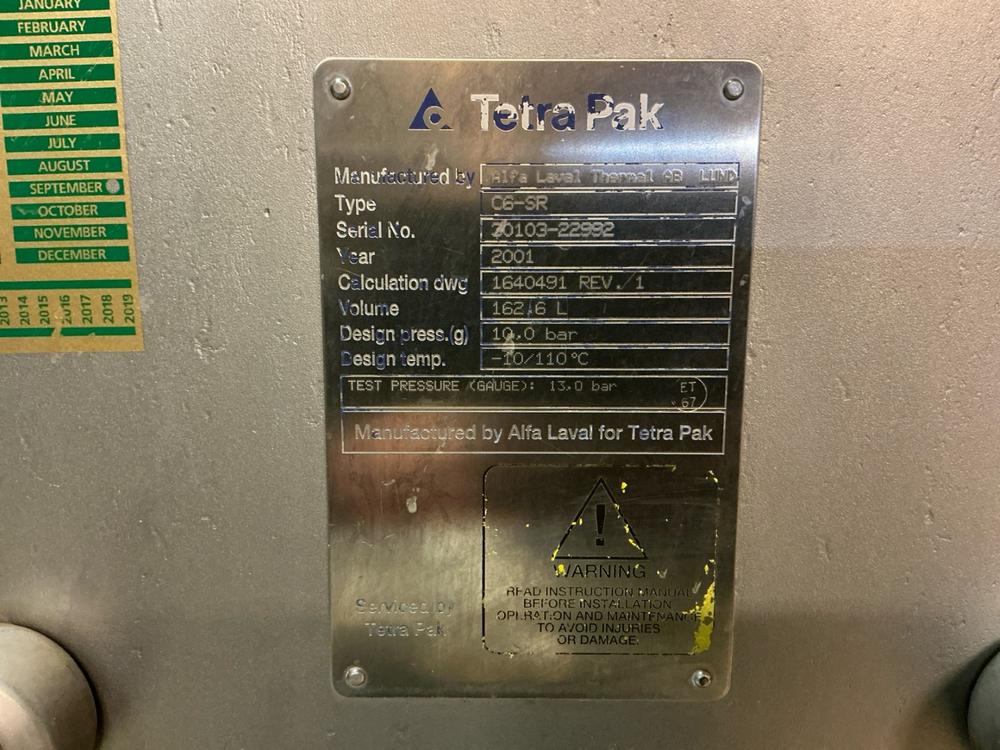 JANUARY
FEBRUARY
MARCH
APRIL
MAY
JUNE
JULY
AUGUST
SEPTEMBER
OCTOBER
NOVEMBER
DECEMBER
2013 2014 2015 2016 2017 2018 2019
Tetra Pak
Manufactured by Alfa Laval Thermal AB LUND
Type C6-SR
Serial No. 30103-22992
Year 2001
Calculation dwg 1640491 REV. 1
Volume 162,6 L
Design press.(g) 10,0 bar
Design temp. -10/110°C
TEST PRESSURE (GAUGE): 13,0 bar ET 67
Manufactured by Alfa Laval for Tetra Pak
WARNING
READ INSTRUCTION MANUAL
BEFORE INSTALLATION
OPERATION AND MAINTENANCE
TO AVOID INJURIES
OR DAMAGE.
Serviced by
Tetra Pak